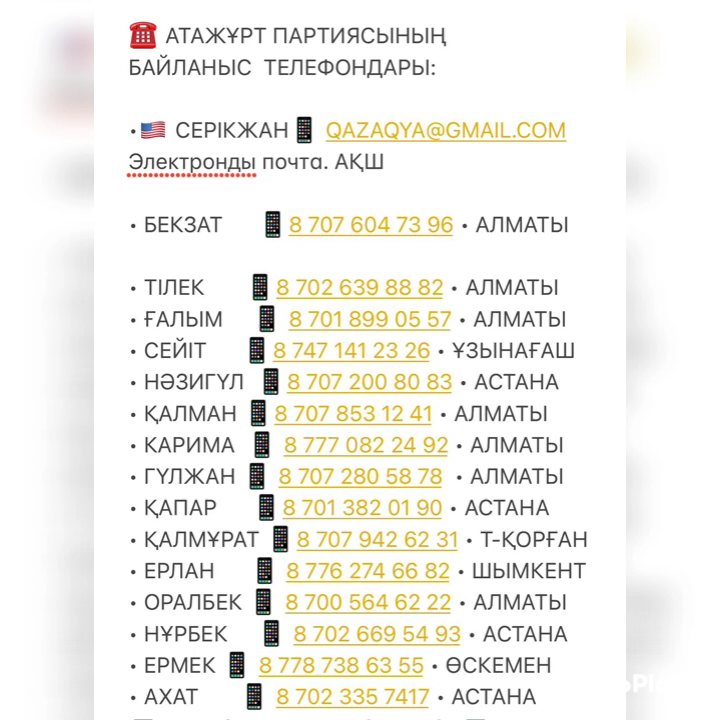 ☎️ АТАЖҰРТ ПАРТИЯСЫНЫҢ
БАЙЛАНЫС ТЕЛЕФОНДАРЫ:
•🇺🇸 СЕРІКЖАН📱 QAZAQYA@GMAIL.COM
Электронды почта. АҚШ
• БЕКЗАТ 📱8 707 604 73 96 • АЛМАТЫ
• ТІЛЕК 📱8 702 639 88 82 • АЛМАТЫ
• ҒАЛЫМ 📱 8 701 899 05 57 • АЛМАТЫ
• СЕЙІТ 📱8 747 141 23 26 • ҰЗЫНАҒАШ
• НӘЗИГҮЛ 📱8 707 200 80 83 • АСТАНА
• ҚАЛМАН 📱8 707 853 12 41 • АЛМАТЫ
• КАРИМА 📱 8 777 082 24 92 • АЛМАТЫ
• ГҮЛЖАН 📱 8 707 280 58 78 • АЛМАТЫ
• ҚАПАР 📱8 701 382 01 90 • АСТАНА
• ҚАЛМҰРАТ 📱8 707 942 62 31 • Т-ҚОРҒАН
• ЕРЛАН 📱 8 776 274 66 82 • ШЫМКЕНТ
• ОРАЛБЕК 📱 8 700 564 62 22 • АЛМАТЫ
• НҰРБЕК 📱 8 702 669 54 93 • АСТАНА
• ЕРМЕК 📱 8 778 738 63 55 • ӨСКЕМЕН
• АХАТ 📱 8 702 335 7417 • АСТАНА